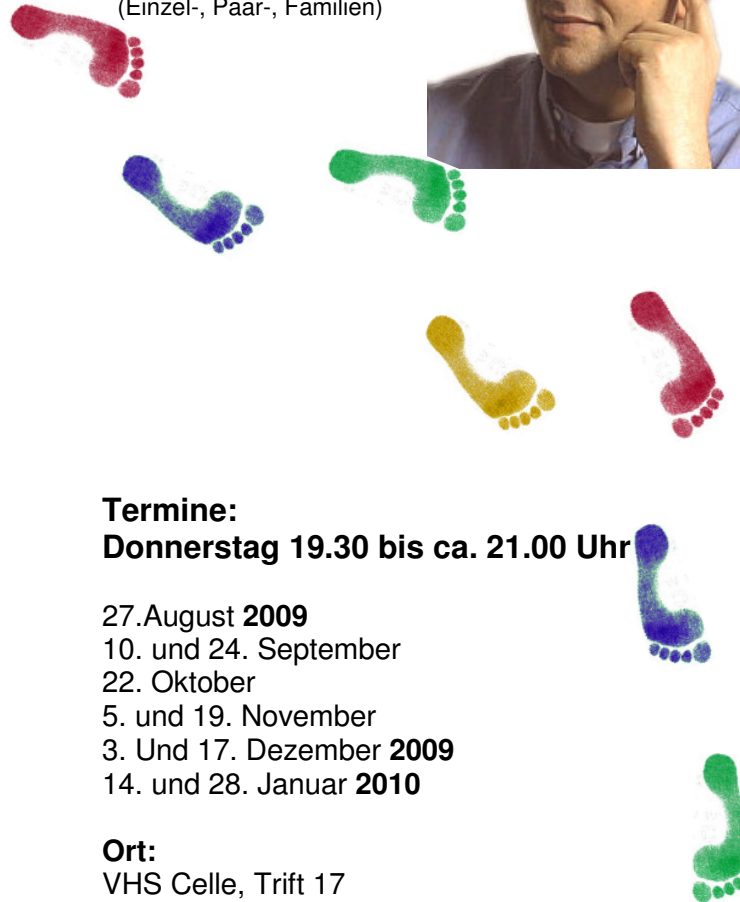 (Einzel-, Paar-, Familien)
Termine:
Donnerstag 19.30 bis ca. 21.00 Uhr
27.August 2009
10. und 24. September
22. Oktober
5. und 19. November
3. Und 17. Dezember 2009
14. und 28. Januar 2010
Ort:
VHS Celle, Trift 17